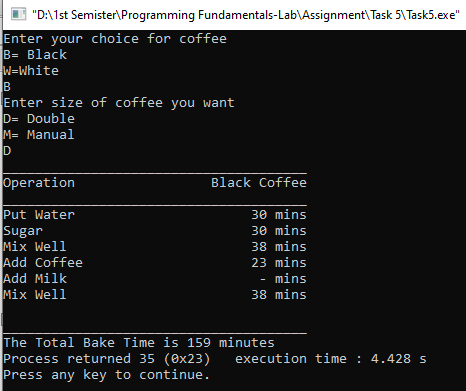 "D:\1st Semister\Programming Fundamentals-Lab\Assignment\Task 5\Task5.exe"
Enter your choice for coffee
B= Black
W=White
B
Enter size of coffee you want
D= Double
M= Manual
D
Operation Black Coffee
Put Water 30 mins
Sugar 30 mins
Mix Well 38 mins
Add Coffee 23 mins
Add Milk - mins
Mix Well 38 mins
The Total Bake Time is 159 minutes
Process returned 35 (0x23) execution time : 4.428 s
Press any key to continue.